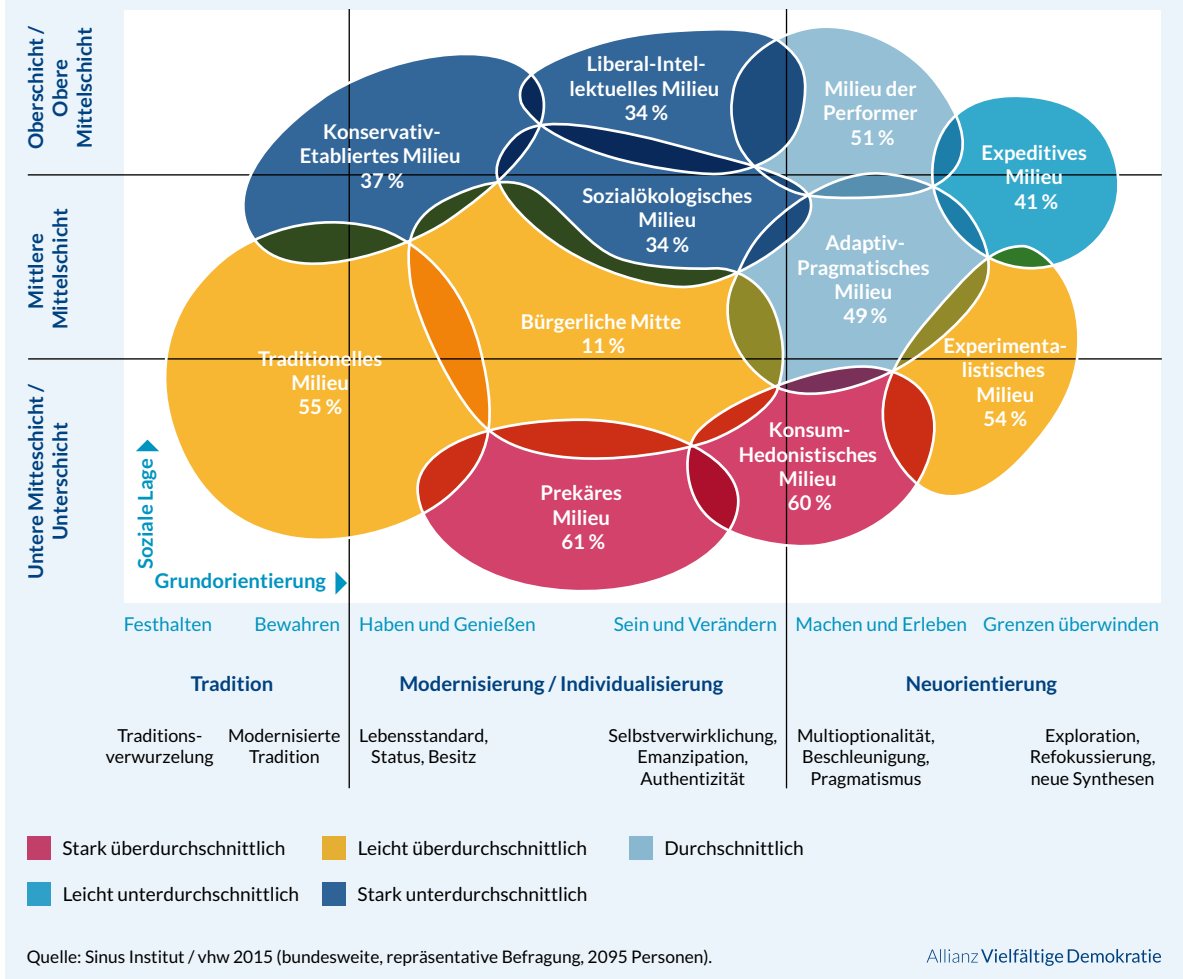 Oberschicht /
Obere
Mittelschicht
Mittlere
Mittelschicht
Untere Mitteschicht /
Unterschicht
Konservativ-
Etabliertes Milieu
37 %
Liberal-Intel-
lektuelles Milieu
34 %
Milieu der
Performer
51 %
Expeditives
Milieu
41 %
Sozialökologisches
Milieu
34 %
Adaptiv-
Pragmatisches
Milieu
49 %
Bürgerliche Mitte
11 %
Traditionelles
Milieu
55 %
Experimenta-
listisches
Milieu
54 %
Konsum-
Hedonistisches
Milieu
60 %
Prekäres
Milieu
61 %
Soziale Lage
Grundorientierung
Festhalten
Bewahren
Haben und Genießen
Sein und Verändern
Machen und Erleben
Grenzen überwinden
Tradition
Modernisierung / Individualisierung
Neuorientierung
Traditions-
verwurzelung
Modernisierte
Tradition
Lebensstandard,
Status, Besitz
Selbstverwirklichung,
Emanzipation,
Authentizität
Multioptionalität,
Beschleunigung,
Pragmatismus
Exploration,
Refokussierung,
neue Synthesen
Stark überdurchschnittlich
Leicht überdurchschnittlich
Durchschnittlich
Leicht unterdurchschnittlich
Stark unterdurchschnittlich
Quelle: Sinus Institut / vhw 2015 (bundesweite, repräsentative Befragung, 2095 Personen).
Allianz Vielfältige Demokratie